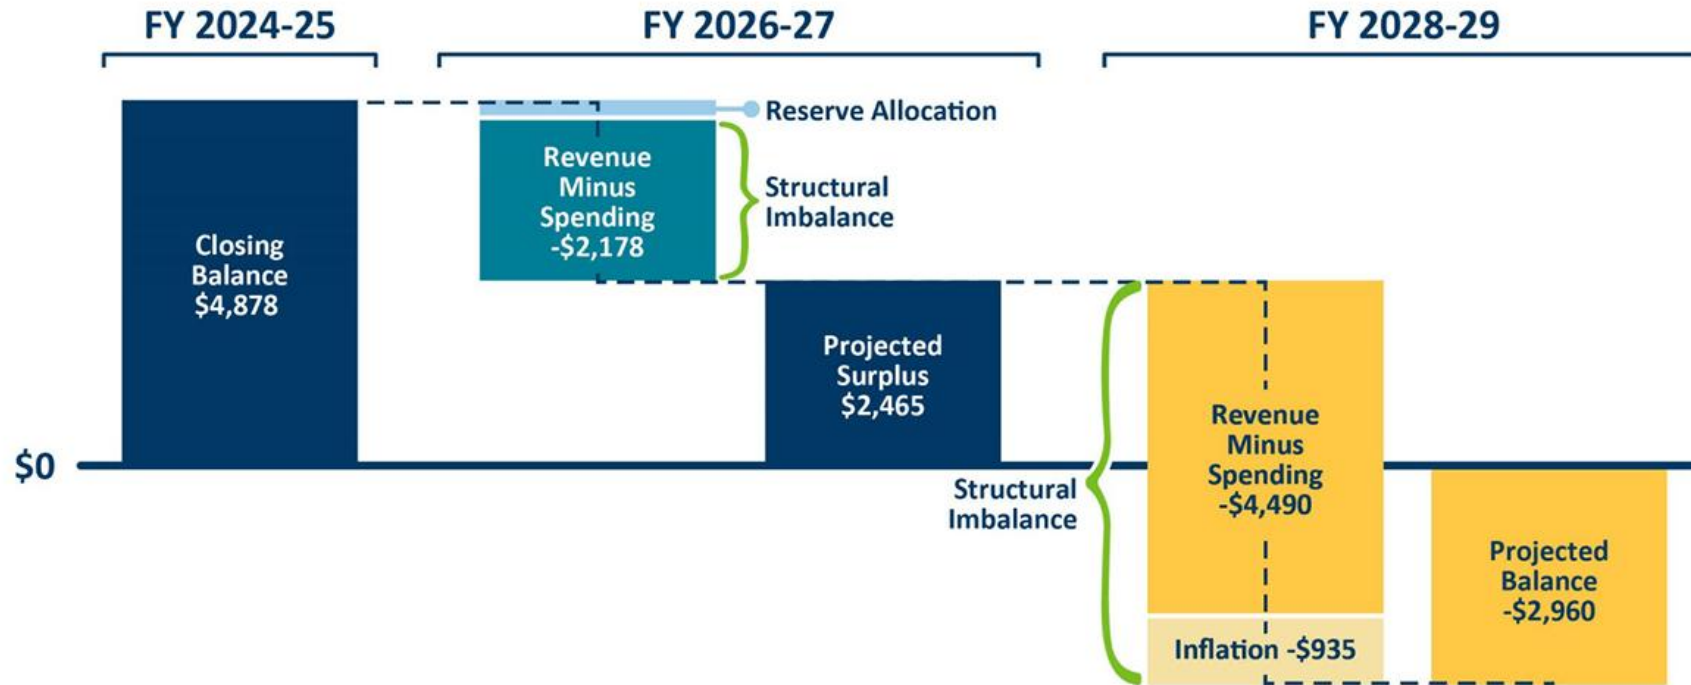 FY 2024-25
FY 2026-27
FY 2028-29
Reserve Allocation
Revenue
Minus
Spending
-$2,178
Structural
Imbalance
Closing
Balance
$4,878
Projected
Surplus
$2,465
Revenue
Minus
Spending
-$4,490
$0
Structural
Imbalance
Projected
Balance
-$2,960
Inflation -$935